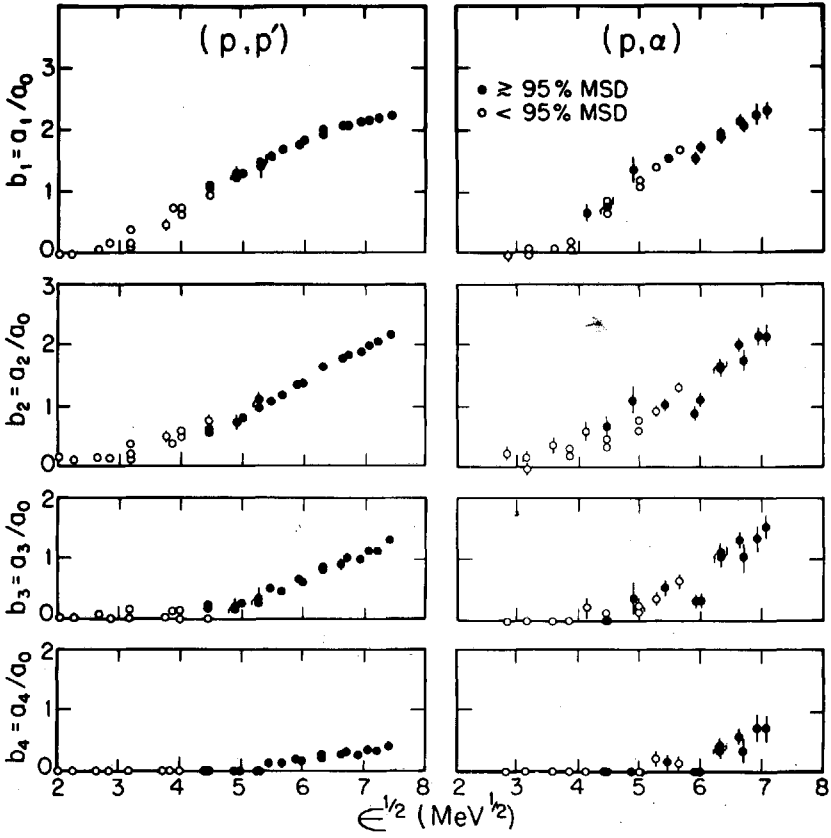 (p,p′)
(p,α)
● ≳ 95% MSD
○ < 95% MSD
b₁=a₁/a₀
3
2
1
0
b₂=a₂/a₀
3
2
1
0
b₃=a₃/a₀
2
1
0
b₄=a₄/a₀
2
1
0
2 3 4 5 6 7 8
2 3 4 5 6 7 8
ϵ^1/2 (MeV^1/2)